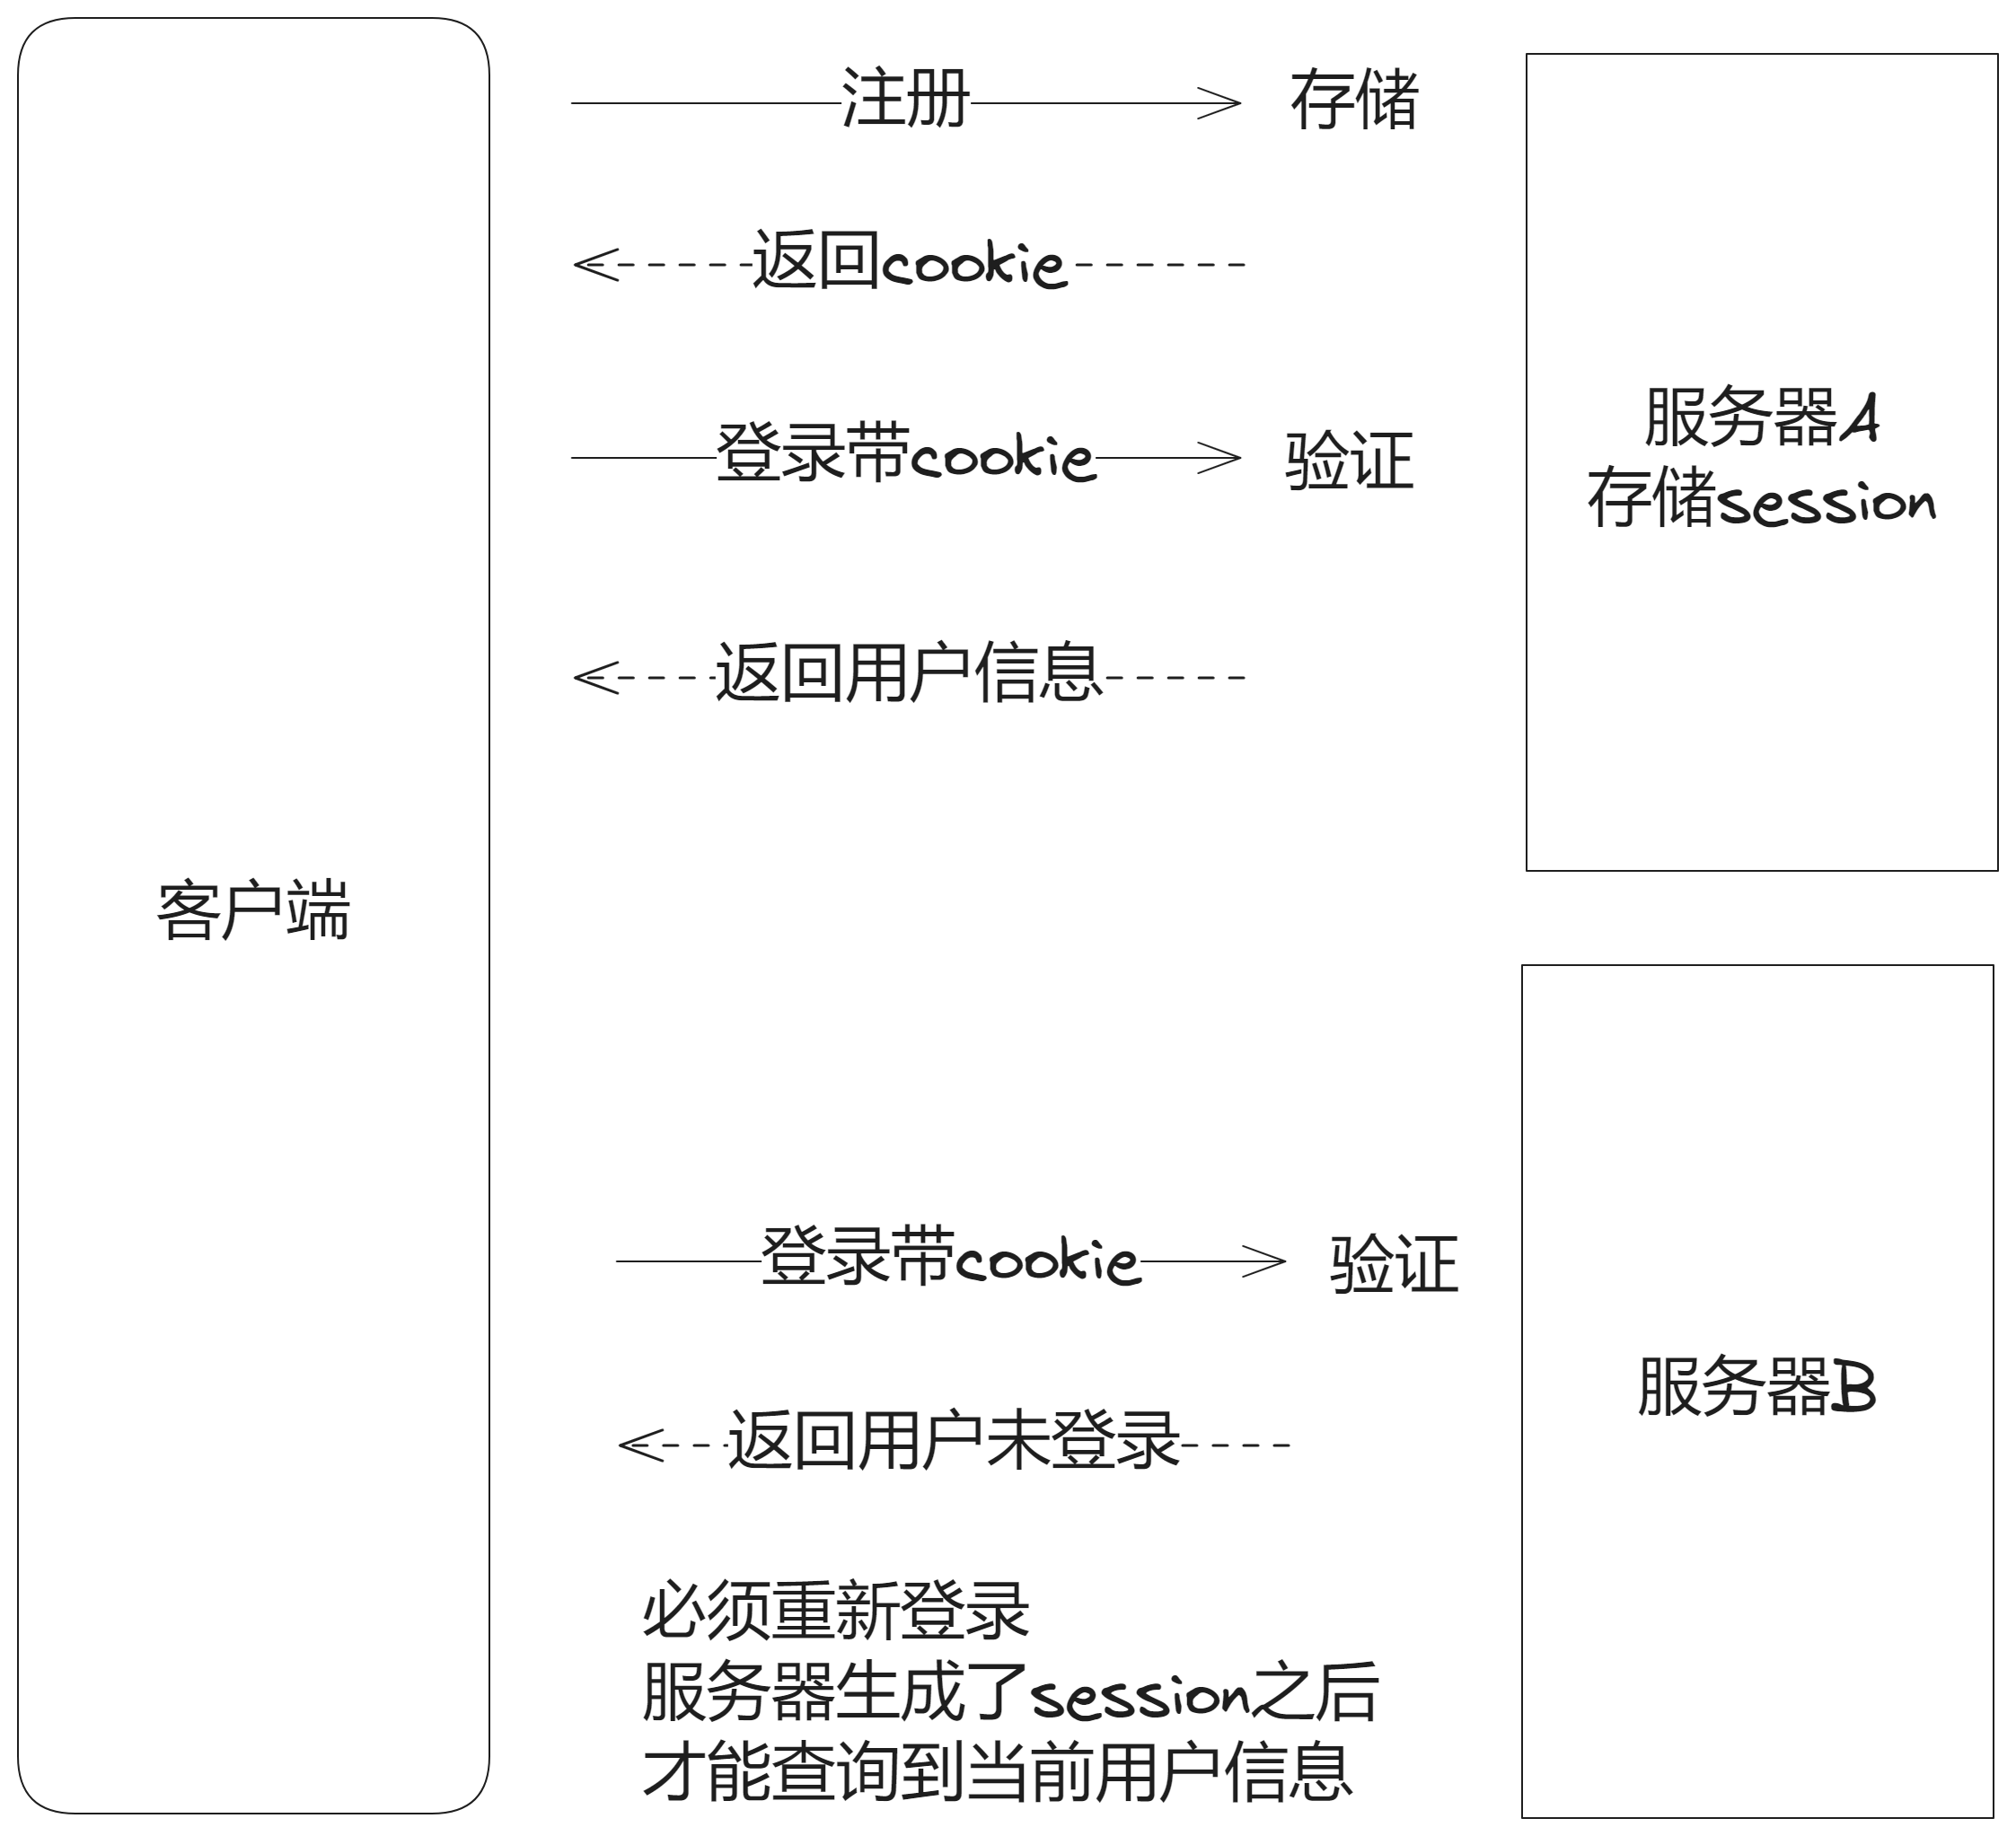 注册
存储
返回cookie
登录带cookie
验证
服务器A
存储session
返回用户信息
客户端
登录带cookie
验证
服务器B
返回用户未登录
必须重新登录
服务器生成了session之后
才能查询到当前用户信息